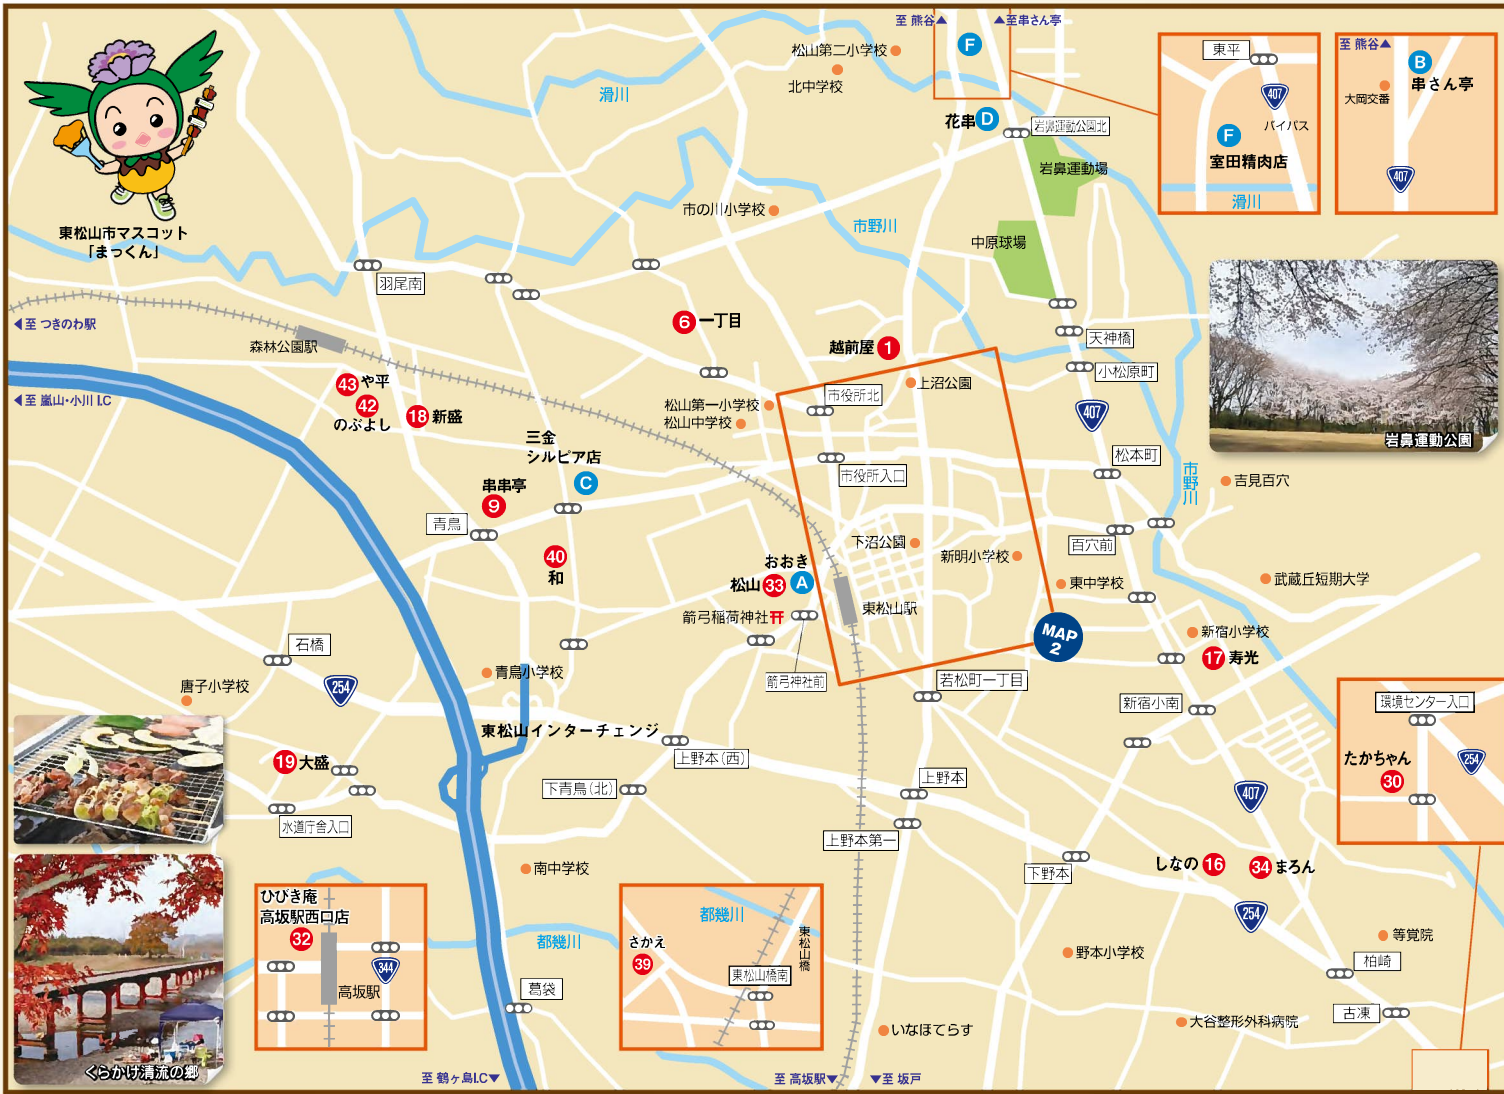 至 熊谷▲
▲至串さん亭
F
松山第二小学校
北中学校
滑川
花串 D
岩鼻運動公園北
岩鼻運動場
東平
407
バイパス
F
室田精肉店
滑川
至 熊谷▲
B
串さん亭
大岡交番
407
東松山市マスコット
「まっくん」
市の川小学校
市野川
中原球場
羽尾南
◀至 つきのわ駅
森林公園駅
6 一丁目
越前屋 1
天神橋
小松原町
407
上沼公園
市役所北
岩鼻運動公園
◀至 嵐山・小川 I.C
43 や平
42
のぶよし
18 新盛
松山第一小学校
松山中学校
三金
シルピア店
C
市役所入口
松本町
市野川
吉見百穴
串串亭
9
青鳥
40
和
下沼公園
新明小学校
百穴前
東中学校
武蔵丘短期大学
おおき
松山 33 A
箭弓稲荷神社
東松山駅
MAP
2
新宿小学校
17 寿光
石橋
254
唐子小学校
青鳥小学校
箭弓神社前
若松町一丁目
新宿小南
東松山インターチェンジ
上野本(西)
環境センター入口
254
たかちゃん
30
19 大盛
下青鳥(北)
上野本
407
水道庁舎入口
上野本第一
南中学校
下野本
しなの 16
34 まろん
254
ひびき庵
高坂駅西口店
32
344
高坂駅
都幾川
都幾川
さかえ
39
東松山橋
東松山橋南
野本小学校
等覚院
柏崎
葛袋
古凍
いなほてらす
大谷整形外科病院
くらかけ清流の郷
至 鶴ヶ島I.C▼
至 高坂駅▼
▼至 坂戸